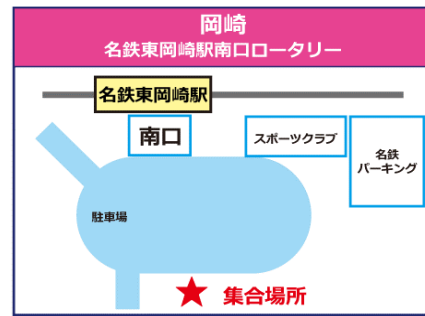 岡崎
名鉄東岡崎駅南口ロータリー
名鉄東岡崎駅
南口
スポーツクラブ
名鉄
パーキング
駐車場
★ 集合場所